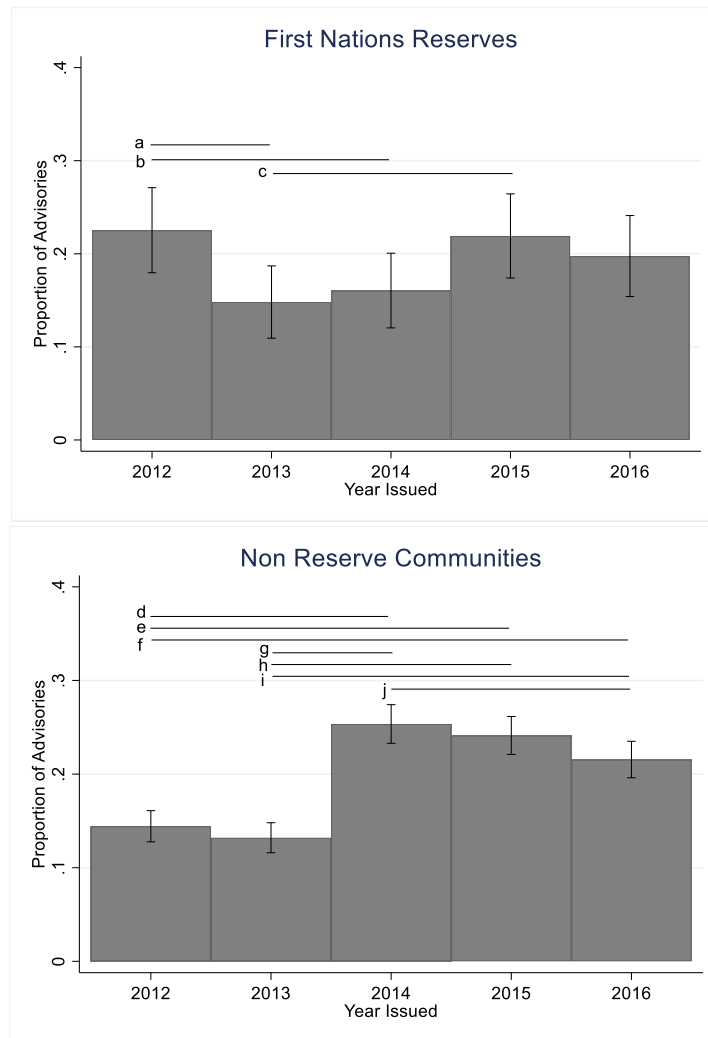 First Nations Reserves
.4
a
.3
b
c
Proportion of Advisories
.2
.1
0
2012 2013 2014 2015 2016
Year Issued
Non Reserve Communities
.4
d
e
f
g
h
.3
i
j
Proportion of Advisories
.2
.1
0
2012 2013 2014 2015 2016
Year Issued